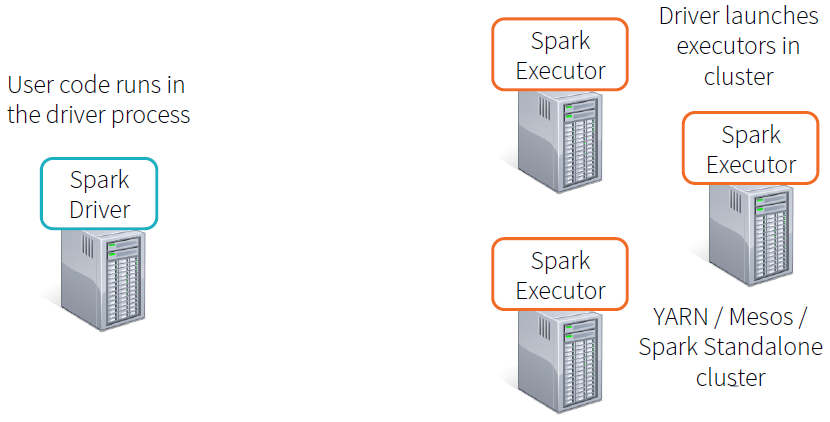 User code runs in
the driver process
Spark
Driver
Spark
Executor
Driver launches
executors in
cluster
Spark
Executor
Spark
Executor
YARN / Mesos /
Spark Standalone
cluster